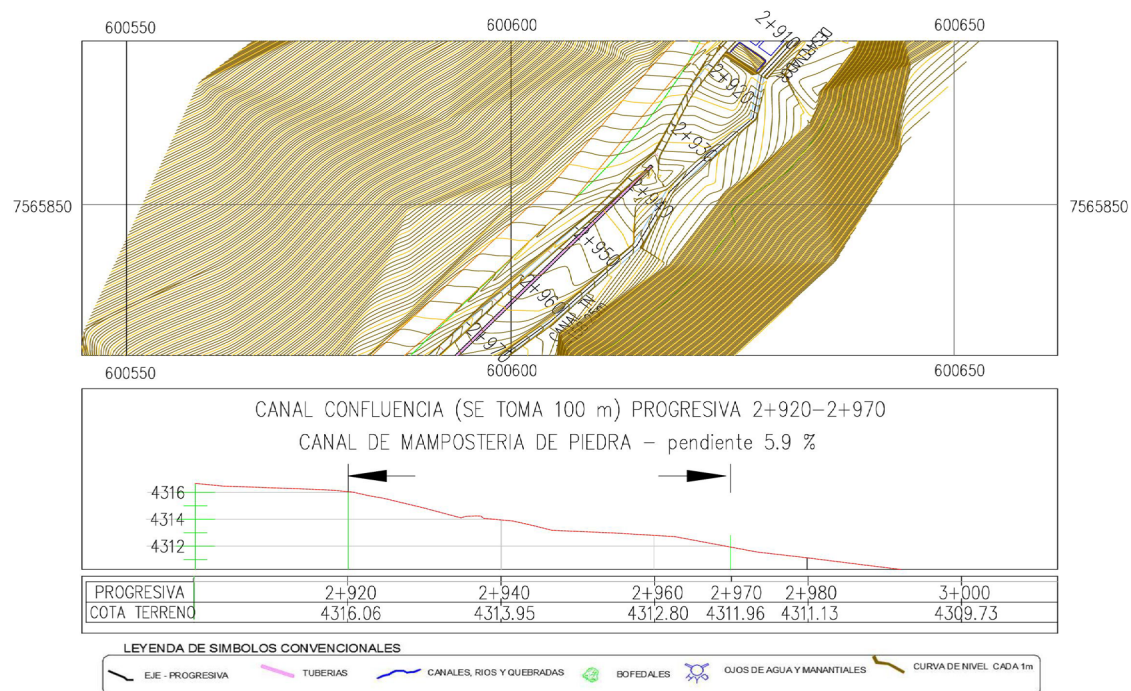 600550 600600 600650
2+910
DESARENADOR
2+920
2+930
7565850 7565850
2+940
2+950
2+960
CANAL TN
2+970
600550 600600 600650
CANAL CONFLUENCIA (SE TOMA 100 m) PROGRESIVA 2+920-2+970
CANAL DE MAMPOSTERIA DE PIEDRA - pendiente 5.9 %
4316
4314
4312
PROGRESIVA 2+920 2+940 2+960 2+970 2+980 3+000
COTA TERRENO 4316.06 4313.95 4312.80 4311.96 4311.13 4309.73
LEYENDA DE SIMBOLOS CONVENCIONALES
EJE - PROGRESIVA TUBERIAS CANALES, RIOS Y QUEBRADAS BOFEDALES OJOS DE AGUA Y MANANTIALES CURVA DE NIVEL CADA 1m